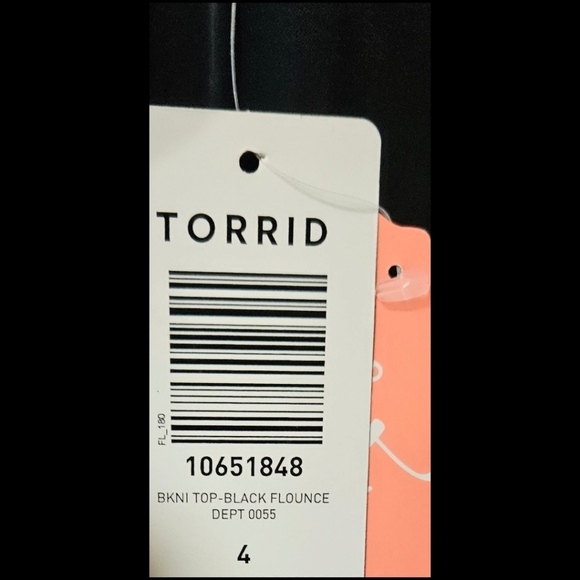 TORRID
FL_180
10651848
BKNI TOP-BLACK FLOUNCE
DEPT 0055
4